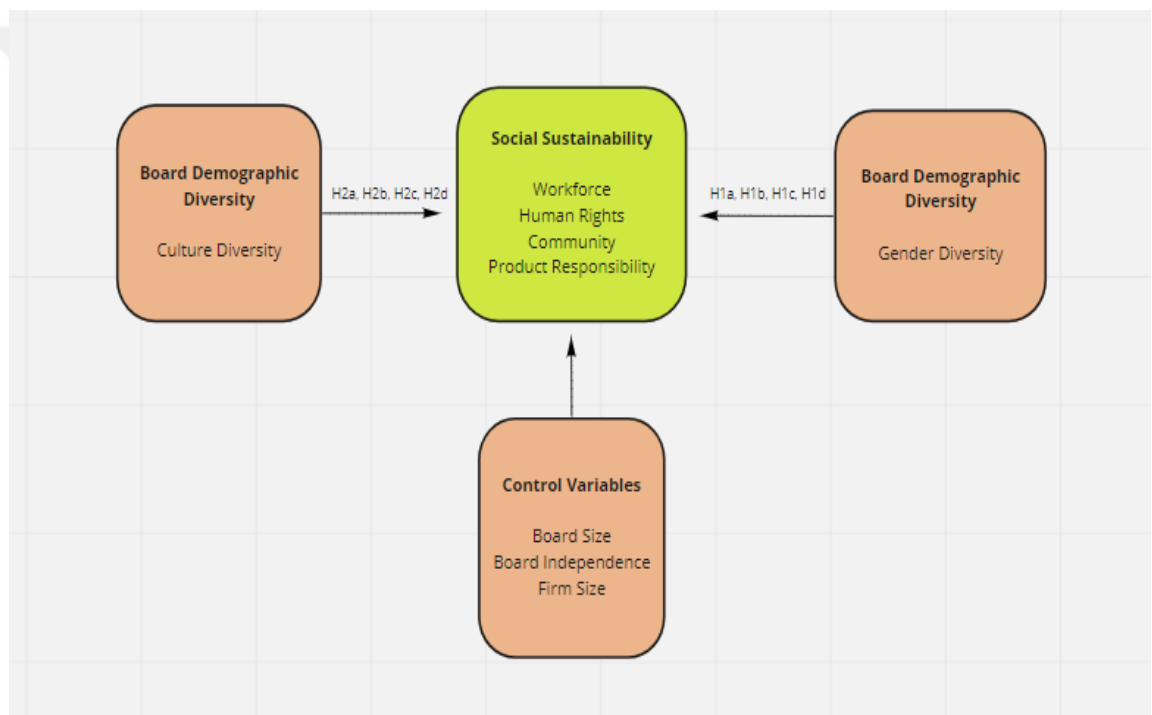 Board Demographic
Diversity
Culture Diversity
H2a, H2b, H2c, H2d
Social Sustainability
Workforce
Human Rights
Community
Product Responsibility
H1a, H1b, H1c, H1d
Board Demographic
Diversity
Gender Diversity
Control Variables
Board Size
Board Independence
Firm Size